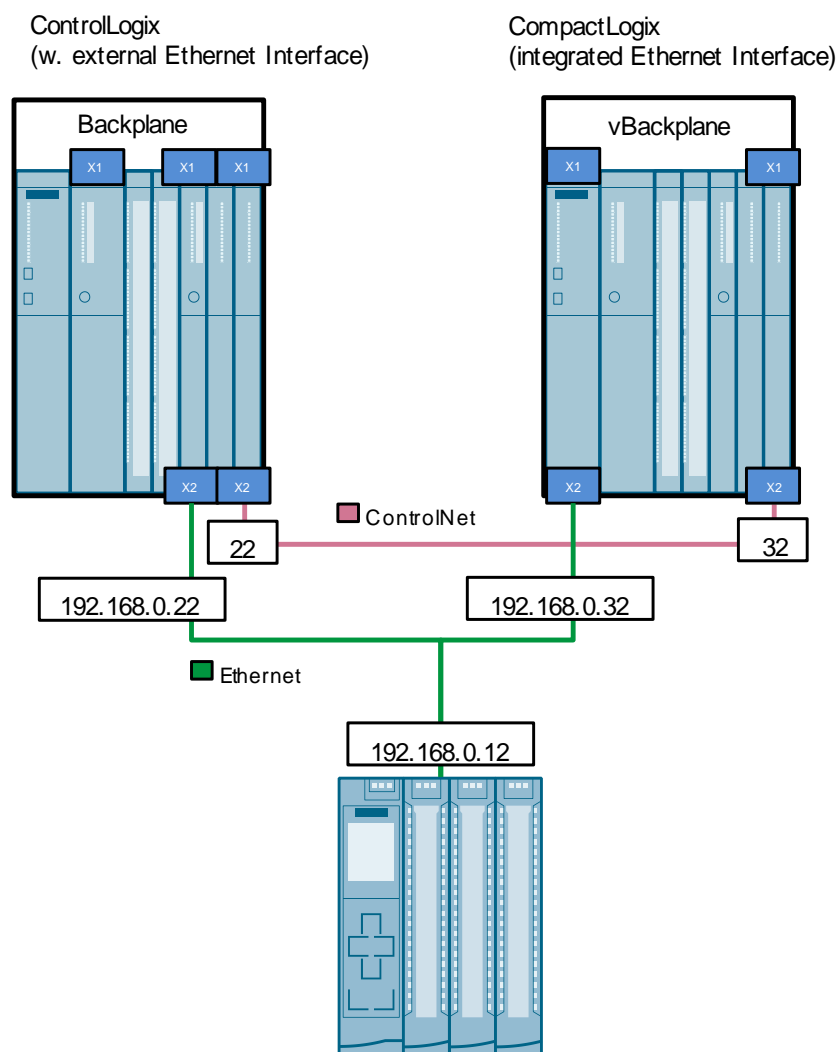 ControlLogix
(w. external Ethernet Interface)
CompactLogix
(integrated Ethernet Interface)
Backplane
vBackplane
X1
X1
X1
X1
X1
X2
X2
X2
X2
ControlNet
22
32
192.168.0.22
192.168.0.32
Ethernet
192.168.0.12